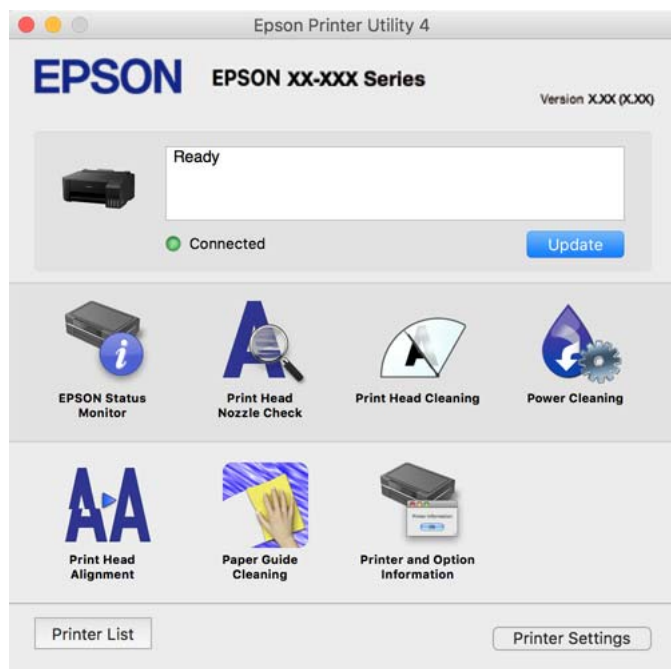 Epson Printer Utility 4
EPSON
EPSON XX-XXX Series
Version X.XX (X.XX)
Ready
Connected
Update
EPSON Status
Monitor
Print Head
Nozzle Check
Print Head Cleaning
Power Cleaning
Print Head
Alignment
Paper Guide
Cleaning
Printer and Option
Information
Printer List
Printer Settings